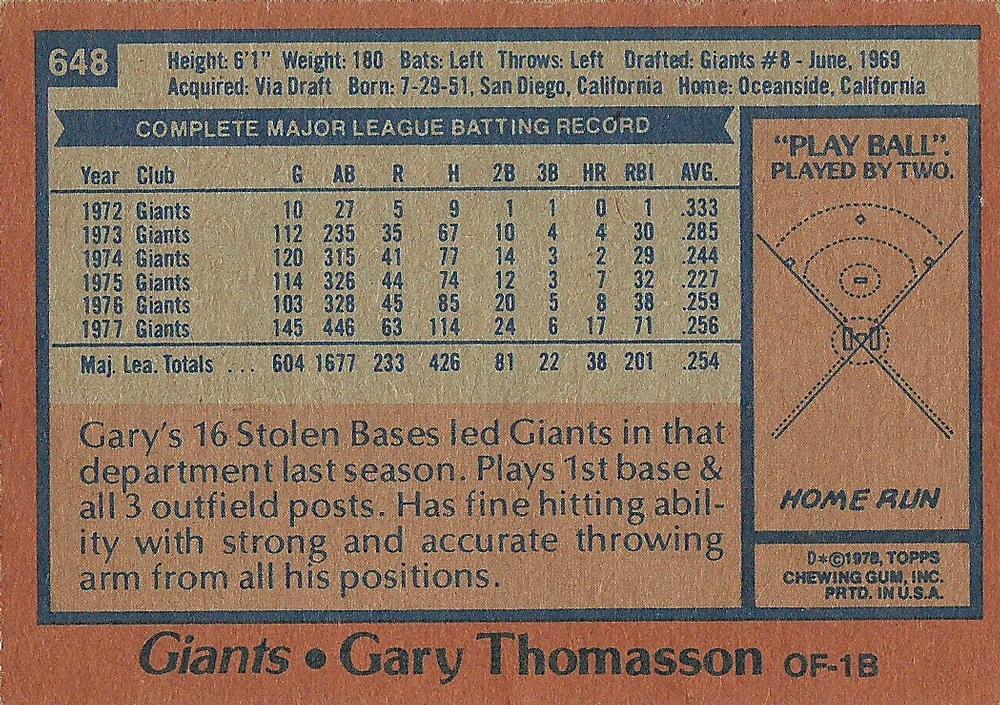 648
Height: 6'1" Weight: 180 Bats: Left Throws: Left Drafted: Giants #8 - June, 1969
Acquired: Via Draft Born: 7-29-51, San Diego, California Home: Oceanside, California
COMPLETE MAJOR LEAGUE BATTING RECORD
Year Club G AB R H 2B 3B HR RBI AVG.
1972 Giants 10 27 5 9 1 1 0 1 .333
1973 Giants 112 235 35 67 10 4 4 30 .285
1974 Giants 120 315 41 77 14 3 2 29 .244
1975 Giants 114 326 44 74 12 3 7 32 .227
1976 Giants 103 328 45 85 20 5 8 38 .259
1977 Giants 145 446 63 114 24 6 17 71 .256
Maj. Lea. Totals ... 604 1677 233 426 81 22 38 201 .254
Gary's 16 Stolen Bases led Giants in that
department last season. Plays 1st base &
all 3 outfield posts. Has fine hitting abil-
ity with strong and accurate throwing
arm from all his positions.
"PLAY BALL".
PLAYED BY TWO.
HOME RUN
D*©1978, TOPPS
CHEWING GUM, INC.
PRTD. IN U.S.A.
Giants • Gary Thomasson OF-1B